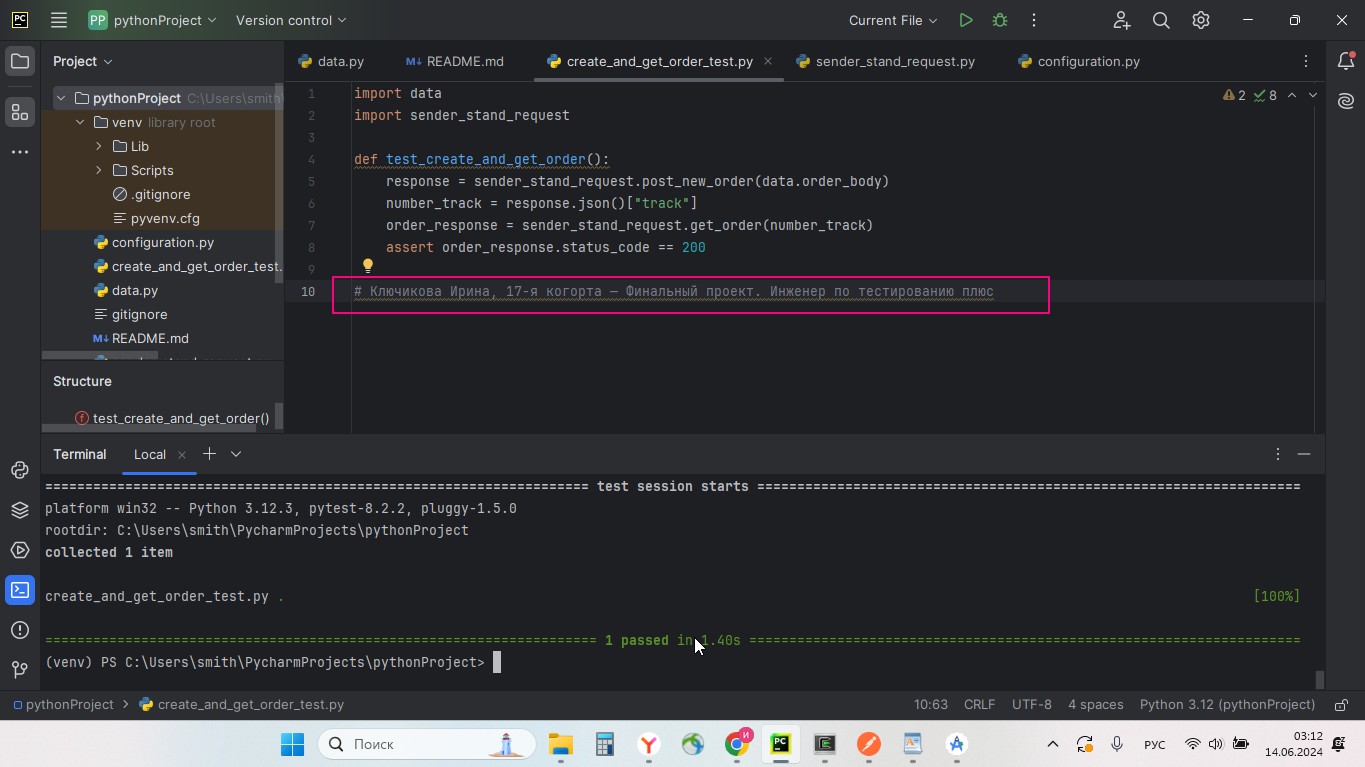 PC
PP pythonProject Version control
Current File
Project
data.py
README.md
create_and_get_order_test.py
sender_stand_request.py
configuration.py
pythonProject C:\Users\smith\
venv library root
Lib
Scripts
.gitignore
pyvenv.cfg
configuration.py
create_and_get_order_test.
data.py
gitignore
M↓ README.md
Structure
f test_create_and_get_order()
1 import data
2 import sender_stand_request
3
4 def test_create_and_get_order():
5 response = sender_stand_request.post_new_order(data.order_body)
6 number_track = response.json()["track"]
7 order_response = sender_stand_request.get_order(number_track)
8 assert order_response.status_code == 200
9
10 # Ключикова Ирина, 17-я когорта — Финальный проект. Инженер по тестированию плюс
2 8
Terminal Local
============================= test session starts =============================
platform win32 -- Python 3.12.3, pytest-8.2.2, pluggy-1.5.0
rootdir: C:\Users\smith\PycharmProjects\pythonProject
collected 1 item
create_and_get_order_test.py . [100%]
============================= 1 passed in 1.40s =============================
(venv) PS C:\Users\smith\PycharmProjects\pythonProject>
pythonProject > create_and_get_order_test.py
10:63 CRLF UTF-8 4 spaces Python 3.12 (pythonProject)
Поиск
И
PC
РУС
03:12
14.06.2024